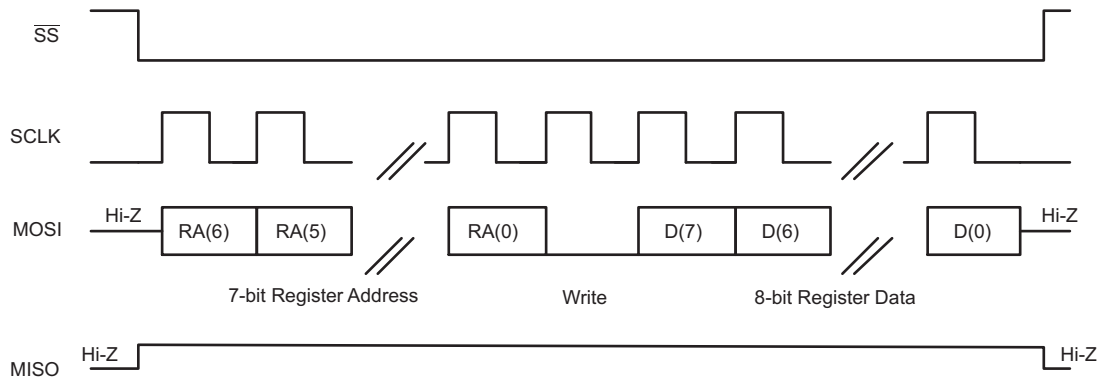 SS
SCLK
MOSI Hi-Z RA(6) RA(5) RA(0) D(7) D(6) D(0) Hi-Z
7-bit Register Address Write 8-bit Register Data
MISO Hi-Z Hi-Z